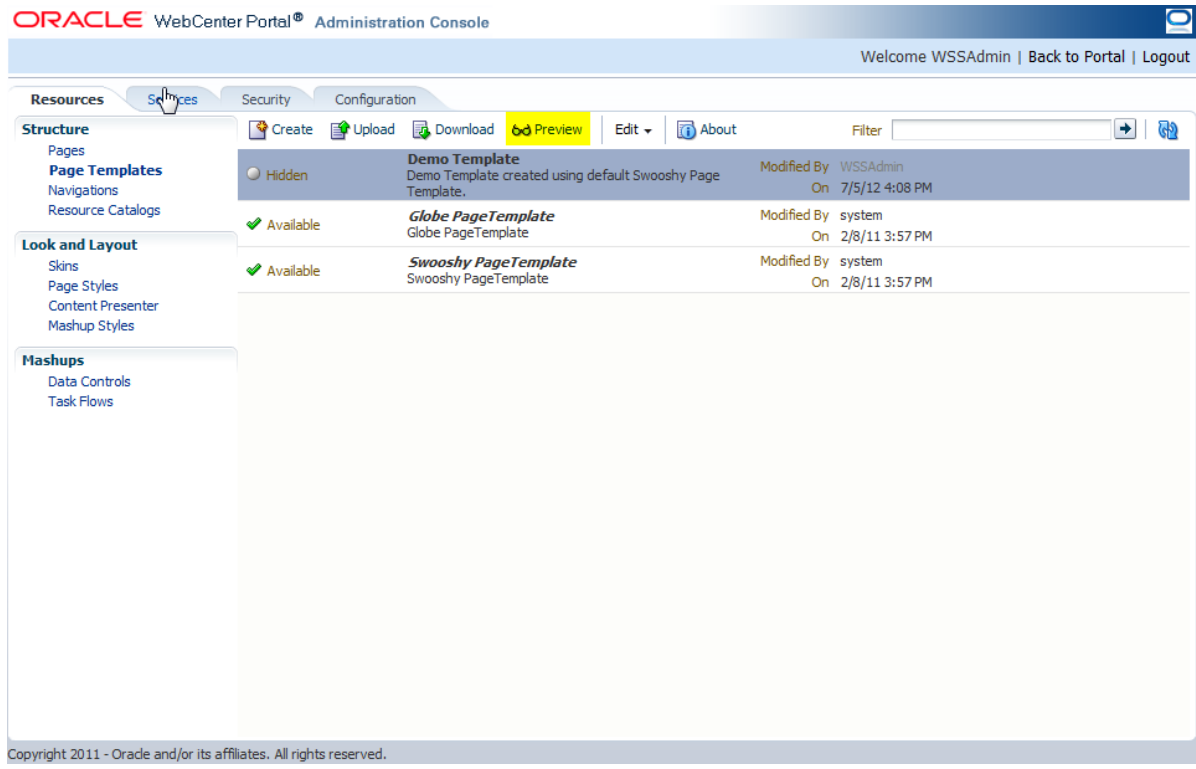 ORACLE WebCenter Portal® Administration Console
Welcome WSSAdmin | Back to Portal | Logout
Resources Security Configuration
Structure
Pages
Page Templates
Navigations
Resource Catalogs
Look and Layout
Skins
Page Styles
Content Presenter
Mashup Styles
Mashups
Data Controls
Task Flows
Create Upload Download Preview Edit About Filter
Hidden
Demo Template
Demo Template created using default Swooshy Page
Template.
Modified By WSSAdmin
On 7/5/12 4:08 PM
Available
Globe PageTemplate
Globe PageTemplate
Modified By system
On 2/8/11 3:57 PM
Available
Swooshy PageTemplate
Swooshy PageTemplate
Modified By system
On 2/8/11 3:57 PM
Copyright 2011 - Oracle and/or its affiliates. All rights reserved.